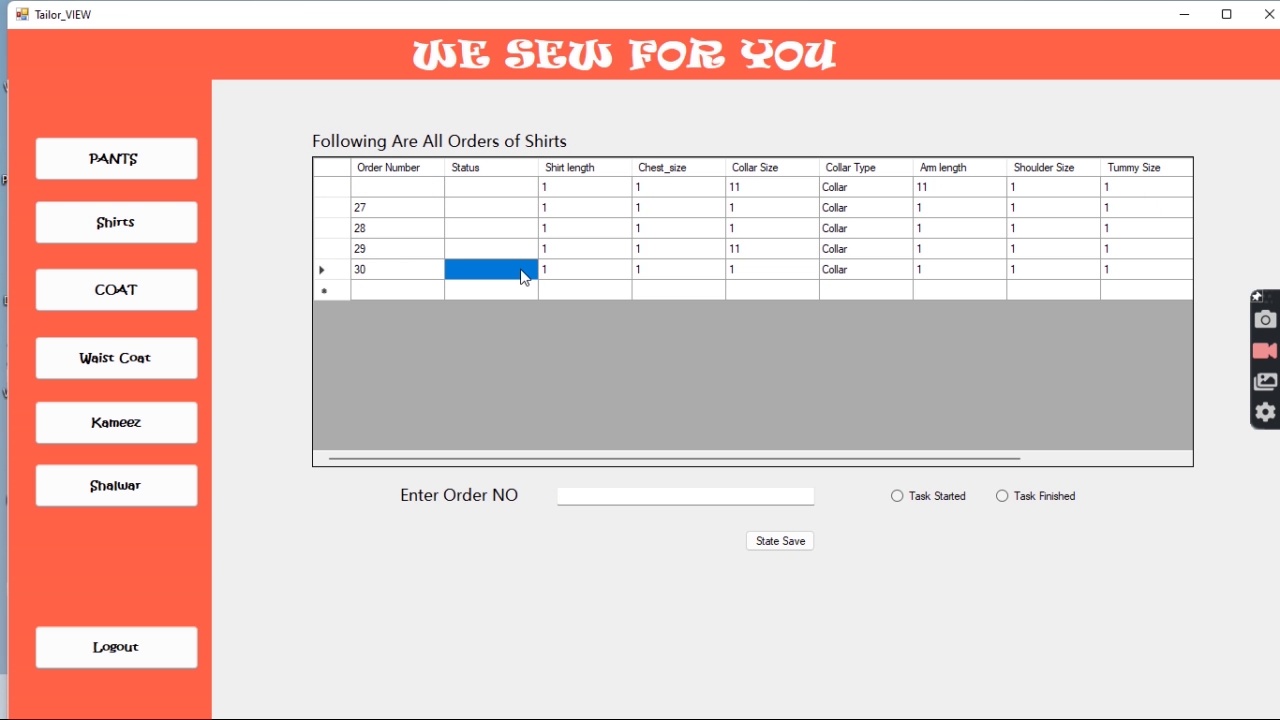 Tailor_VIEW
WE SEW FOR YOU
PANTS
Shirts
COAT
Waist Coat
Kameez
Shalwar
Logout
Following Are All Orders of Shirts
Order Number Status Shirt length Chest_size Collar Size Collar Type Arm length Shoulder Size Tummy Size
1 1 11 Collar 11 1 1
27 1 1 1 Collar 1 1 1
28 1 1 1 Collar 1 1 1
29 1 1 11 Collar 1 1 1
30 1 1 1 Collar 1 1 1
Enter Order NO
Task Started Task Finished
State Save